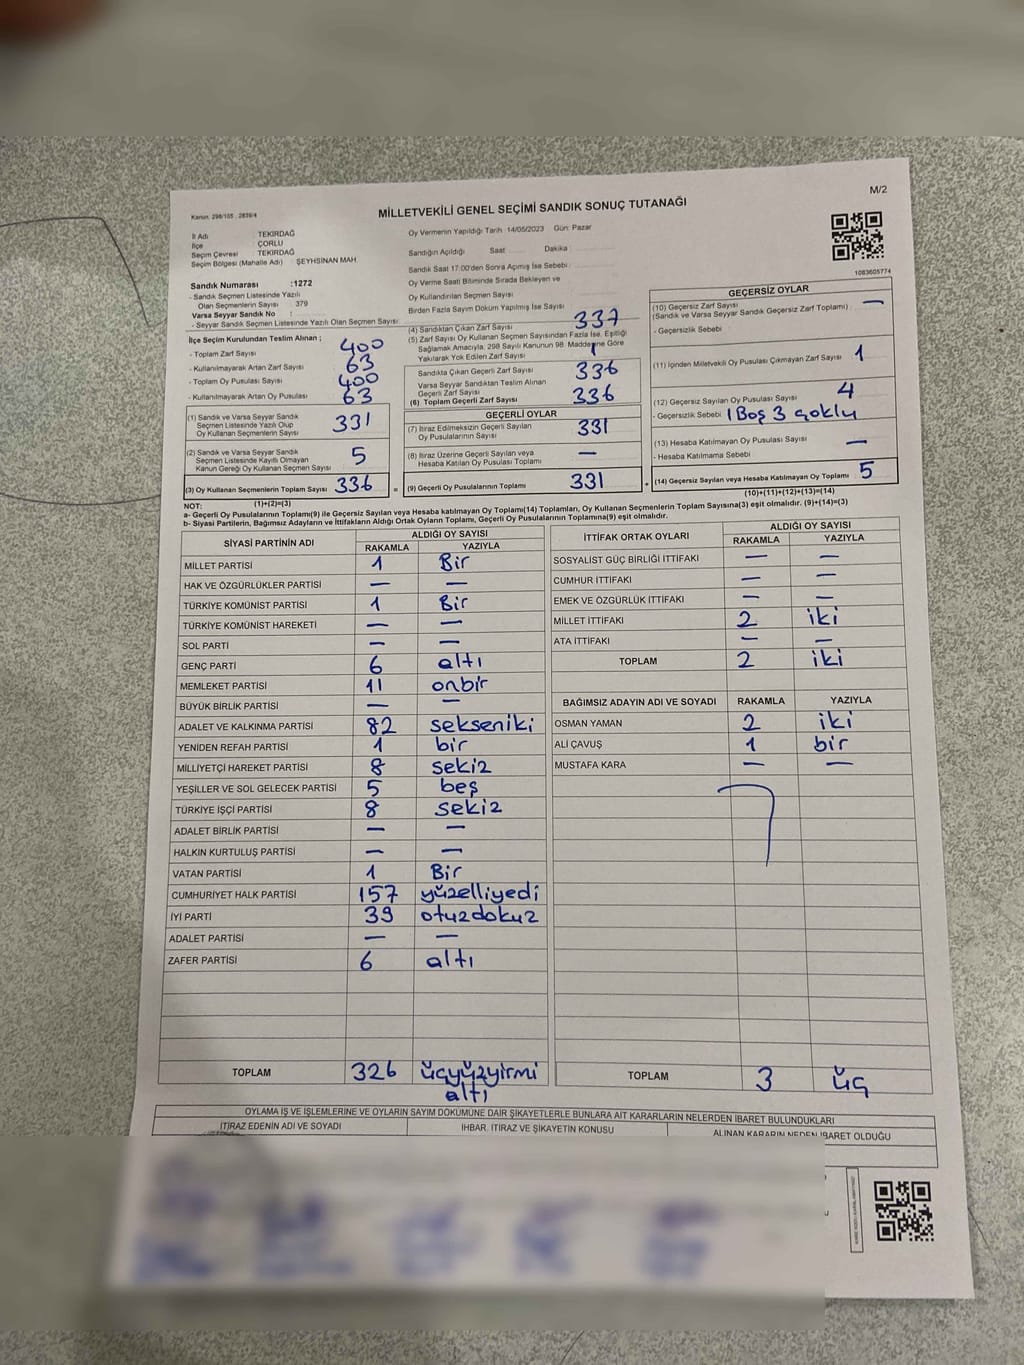 M/2
Kanun: 298/105 . 2839/4
MİLLETVEKİLİ GENEL SEÇİMİ SANDIK SONUÇ TUTANAĞI
İl Adı : TEKİRDAĞ
İlçe : ÇORLU
Seçim Çevresi : TEKİRDAĞ
Seçim Bölgesi (Mahalle Adı) : ŞEYHSİNAN MAH.
Oy Vermenin Yapıldığı Tarih :14/05/2023 Gün: Pazar
Sandığın Açıldığı Saat Dakika :
Sandık Saat 17:00'den Sonra Açılmış İse Sebebi :
Oy Verme Saati Bitiminde Sırada Bekleyen ve
Oy Kullandırılan Seçmen Sayısı
Birden Fazla Sayım Döküm Yapılmış İse Sayısı
1083605774
Sandık Numarası :1272
- Sandık Seçmen Listesinde Yazılı
Olan Seçmenlerin Sayısı : 379
Varsa Seyyar Sandık No :
- Seyyar Sandık Seçmen Listesinde Yazılı Olan Seçmen Sayısı
İlçe Seçim Kurulundan Teslim Alınan ;
- Toplam Zarf Sayısı 400
- Kullanılmayarak Artan Zarf Sayısı 63
- Toplam Oy Pusulası Sayısı 400
- Kullanılmayarak Artan Oy Pusulası 63
(1) Sandık ve Varsa Seyyar Sandık
Seçmen Listesinde Yazılı Olup
Oy Kullanan Seçmenlerin Sayısı 331
(2) Sandık ve Varsa Seyyar Sandık
Seçmen Listesinde Kayıtlı Olmayan
Kanun Gereği Oy Kullanan Seçmen Sayısı 5
(3) Oy Kullanan Seçmenlerin Toplam Sayısı 336 =
(1)+(2)=(3)
(4) Sandıktan Çıkan Zarf Sayısı 337
(5) Zarf Sayısı Oy Kullanan Seçmen Sayısından Fazla İse, Eşitliği
Sağlamak Amacıyla, 298 Sayılı Kanunun 98. Maddesine Göre
Yakılarak Yok Edilen Zarf Sayısı 1
Sandıkta Çıkan Geçerli Zarf Sayısı 336
Varsa Seyyar Sandıktan Teslim Alınan
Geçerli Zarf Sayısı
(6) Toplam Geçerli Zarf Sayısı 336
GEÇERLİ OYLAR
(7) İtiraz Edilmeksizin Geçerli Sayılan
Oy Pusulalarının Sayısı 331
(8) İtiraz Üzerine Geçerli Sayılan veya
Hesaba Katılan Oy Pusulası Toplamı —
(9) Geçerli Oy Pusulalarının Toplamı 331 +
GEÇERSİZ OYLAR
(10) Geçersiz Zarf Sayısı —
(Sandık ve Varsa Seyyar Sandık Geçersiz Zarf Toplamı)
- Geçersizlik Sebebi
(11) İçinden Milletvekili Oy Pusulası Çıkmayan Zarf Sayısı 1
(12) Geçersiz Sayılan Oy Pusulası Sayısı 4
- Geçersizlik Sebebi 1 Boş 3 çoklu
(13) Hesaba Katılmayan Oy Pusulası Sayısı —
- Hesaba Katılmama Sebebi
(14) Geçersiz Sayılan veya Hesaba Katılmayan Oy Toplamı 5
(10)+(11)+(12)+(13)=(14)
NOT:
a- Geçerli Oy Pusulalarının Toplamı(9) ile Geçersiz Sayılan veya Hesaba katılmayan Oy Toplamı(14) Toplamları, Oy Kullanan Seçmenlerin Toplam Sayısına(3) eşit olmalıdır. (9)+(14)=(3)
b- Siyasi Partilerin, Bağımsız Adayların ve İttifakların Aldığı Ortak Oyların Toplamı, Geçerli Oy Pusulalarının Toplamına(9) eşit olmalıdır.
SİYASİ PARTİNİN ADI ALDIĞI OY SAYISI
RAKAMLA YAZIYLA
MİLLET PARTİSİ 1 Bir
HAK VE ÖZGÜRLÜKLER PARTİSİ — —
TÜRKİYE KOMÜNİST PARTİSİ 1 Bir
TÜRKİYE KOMÜNİST HAREKETİ — —
SOL PARTİ — —
GENÇ PARTİ 6 altı
MEMLEKET PARTİSİ 11 onbir
BÜYÜK BİRLİK PARTİSİ — —
ADALET VE KALKINMA PARTİSİ 82 sekseniki
YENİDEN REFAH PARTİSİ 1 bir
MİLLİYETÇİ HAREKET PARTİSİ 8 sekiz
YEŞİLLER VE SOL GELECEK PARTİSİ 5 beş
TÜRKİYE İŞÇİ PARTİSİ 8 sekiz
ADALET BİRLİK PARTİSİ — —
HALKIN KURTULUŞ PARTİSİ — —
VATAN PARTİSİ 1 Bir
CUMHURİYET HALK PARTİSİ 157 yüzelliyedi
İYİ PARTİ 39 otuzdokuz
ADALET PARTİSİ — —
ZAFER PARTİSİ 6 altı
TOPLAM 326 üçyüzyirmi
altı
İTTİFAK ORTAK OYLARI ALDIĞI OY SAYISI
RAKAMLA YAZIYLA
SOSYALİST GÜÇ BİRLİĞİ İTTİFAKI — —
CUMHUR İTTİFAKI — —
EMEK VE ÖZGÜRLÜK İTTİFAKI — —
MİLLET İTTİFAKI 2 iki
ATA İTTİFAKI — —
TOPLAM 2 iki
BAĞIMSIZ ADAYIN ADI VE SOYADI RAKAMLA YAZIYLA
OSMAN YAMAN 2 iki
ALİ ÇAVUŞ 1 bir
MUSTAFA KARA — —
TOPLAM 3 üç
OYLAMA İŞ VE İŞLEMLERİNE VE OYLARIN SAYIM DÖKÜMÜNE DAİR ŞİKAYETLERLE BUNLARA AİT KARARLARIN NELERDEN İBARET BULUNDUKLARI
İTİRAZ EDENİN ADI VE SOYADI İHBAR, İTİRAZ VE ŞİKAYETİN KONUSU ALINAN KARARIN NEDEN İBARET OLDUĞU